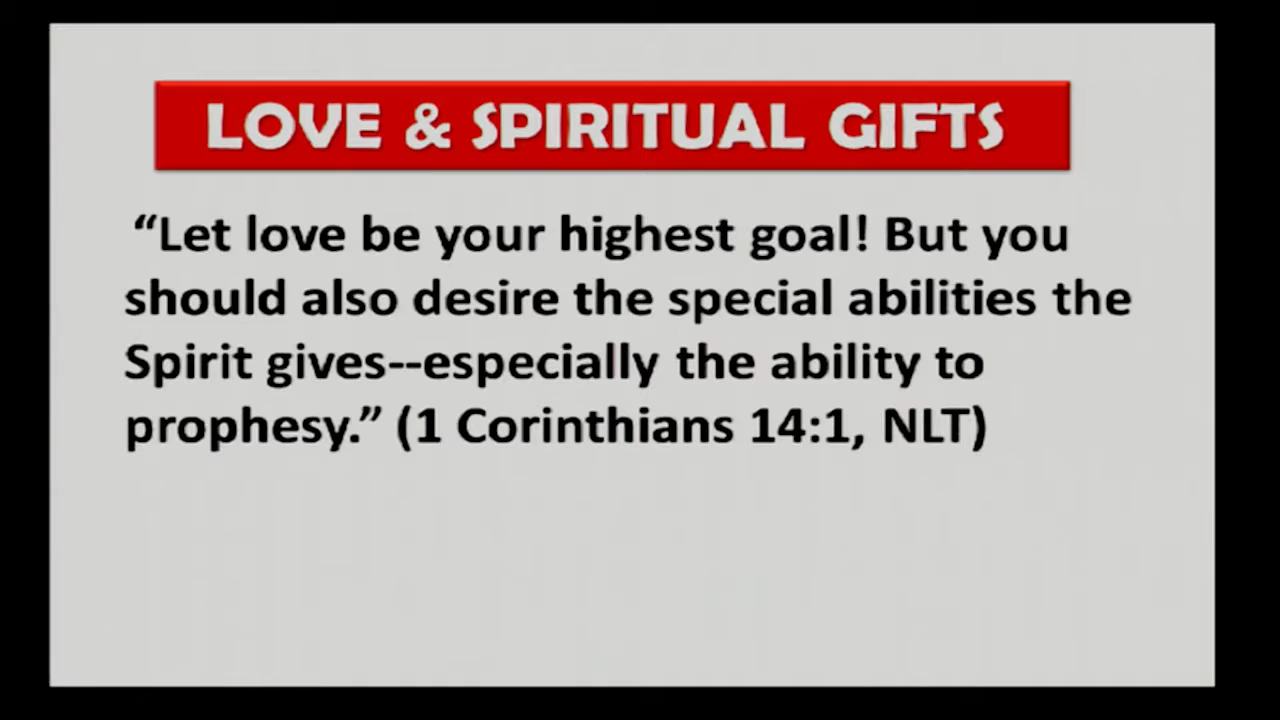 LOVE & SPIRITUAL GIFTS
“Let love be your highest goal! But you
should also desire the special abilities the
Spirit gives--especially the ability to
prophesy.” (1 Corinthians 14:1, NLT)